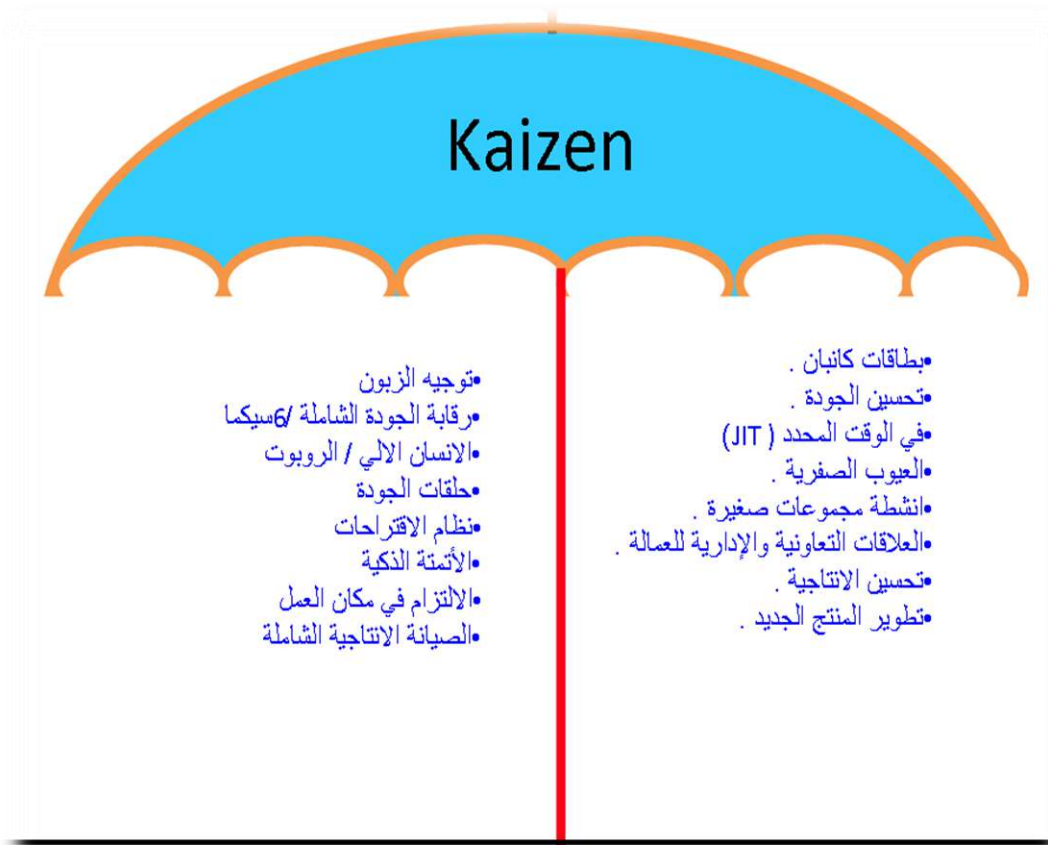 Kaizen
•بطاقات كانبان .
•تحسين الجودة .
•في الوقت المحدد ( JIT)
•العيوب الصفرية .
•انشطة مجموعات صغيرة .
•العلاقات التعاونية والإدارية للعمالة .
•تحسين الانتاجية .
•تطوير المنتج الجديد .
•توجيه الزبون
•رقابة الجودة الشاملة /6سيكما
•الانسان الالي / الروبوت
•حلقات الجودة
•نظام الاقتراحات
•الأتمتة الذكية
•الالتزام في مكان العمل
•الصيانة الانتاجية الشاملة